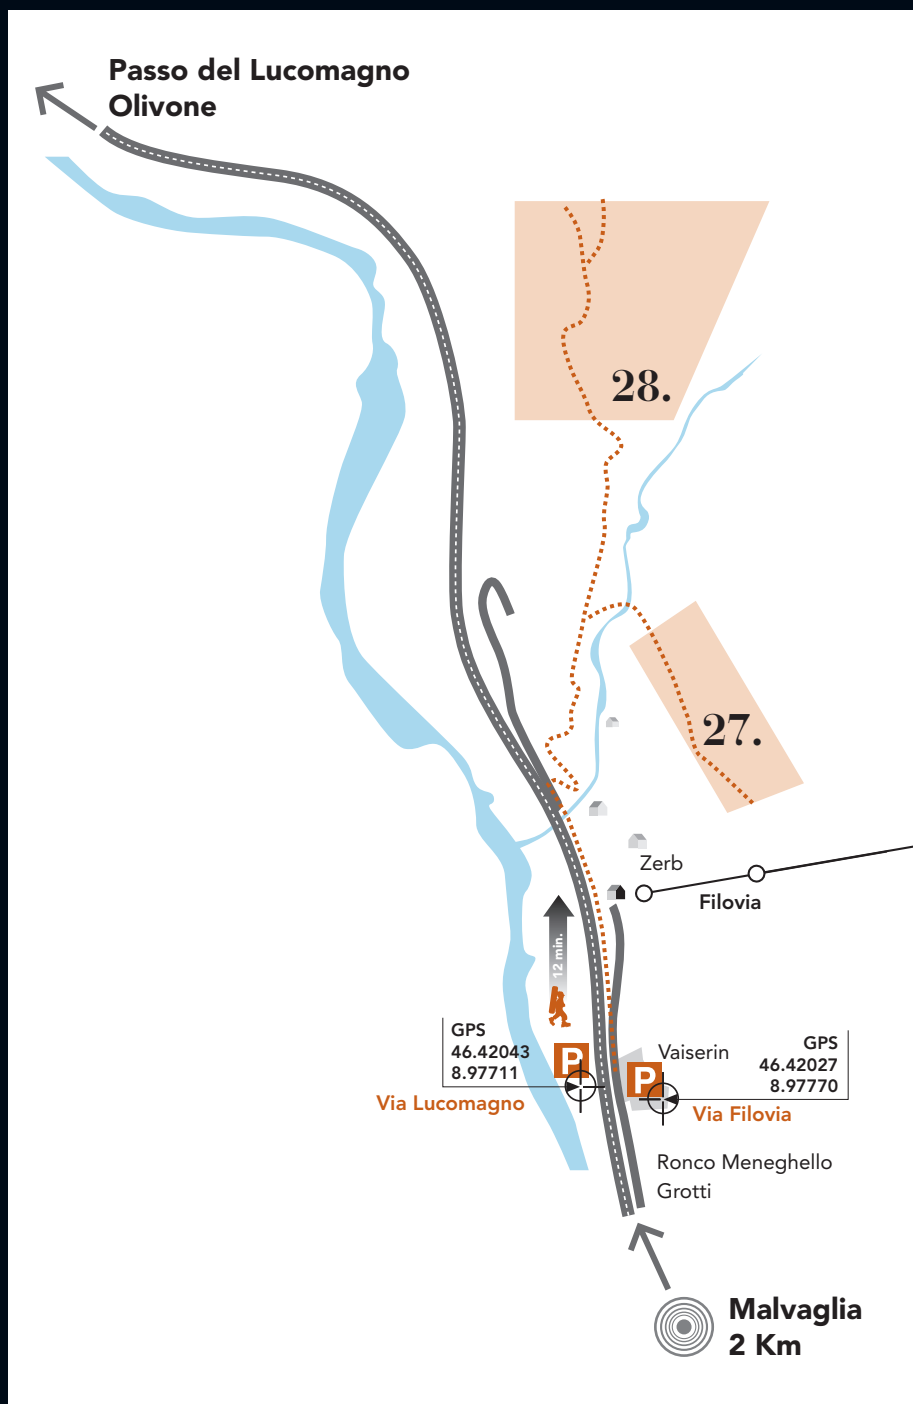 Passo del Lucomagno
Olivone
28.
27.
Zerb
Filovia
12 min.
GPS
46.42043
8.97711
P
Via Lucomagno
Vaiserin
P
GPS
46.42027
8.97770
Via Filovia
Ronco Meneghello
Grotti
Malvaglia
2 Km